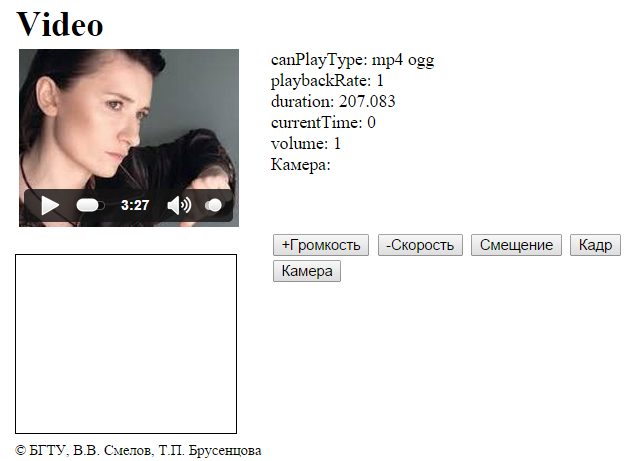 Video
canPlayType: mp4 ogg
playbackRate: 1
duration: 207.083
currentTime: 0
volume: 1
Камера:
3:27
+Громкость -Скорость Смещение Кадр
Камера
© БГТУ, В.В. Смелов, Т.П. Брусенцова